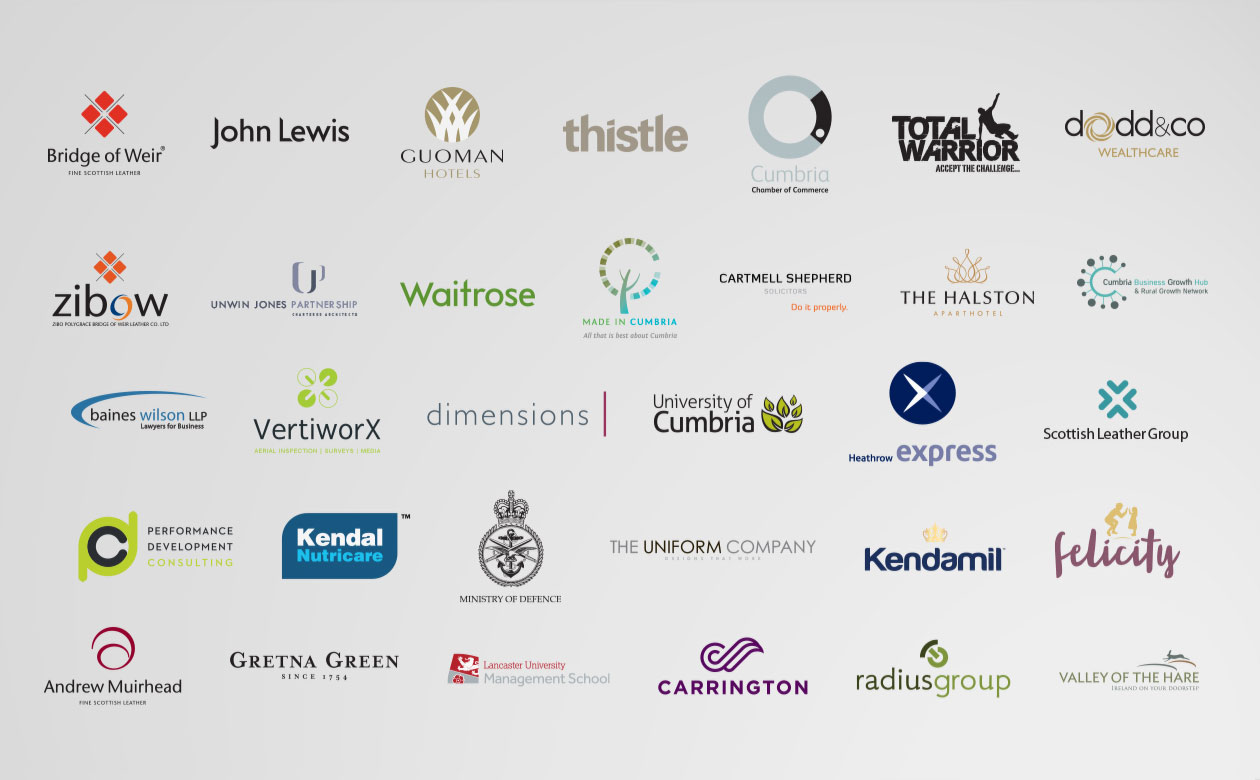 Bridge of Weir®
FINE SCOTTISH LEATHER
John Lewis
GUOMAN
HOTELS
thistle
Cumbria
Chamber of Commerce
TOTAL
WARRIOR
ACCEPT THE CHALLENGE...
dodd&co
WEALTHCARE
zibow
ZIBO POLYGRACE BRIDGE OF WEIR LEATHER CO. LTD
UNWIN JONES PARTNERSHIP
CHARTERED ARCHITECTS
Waitrose
MADE IN CUMBRIA
All that is best about Cumbria
CARTMELL SHEPHERD
SOLICITORS
Do it properly.
THE HALSTON
APARTHOTEL
Cumbria Business Growth Hub
& Rural Growth Network
baines wilson LLP
Lawyers for Business
VertiworX
AERIAL INSPECTION | SURVEYS | MEDIA
dimensions
University of
Cumbria
Heathrow express
Scottish Leather Group
pcd
PERFORMANCE
DEVELOPMENT
CONSULTING
Kendal™
Nutricare
MINISTRY OF DEFENCE
THE UNIFORM COMPANY
DESIGNS THAT WORK
Kendamil
felicity
Andrew Muirhead
FINE SCOTTISH LEATHER
GRETNA GREEN
SINCE 1754
Lancaster University
Management School
CARRINGTON
radiusgroup
VALLEY OF THE HARE
IRELAND ON YOUR DOORSTEP